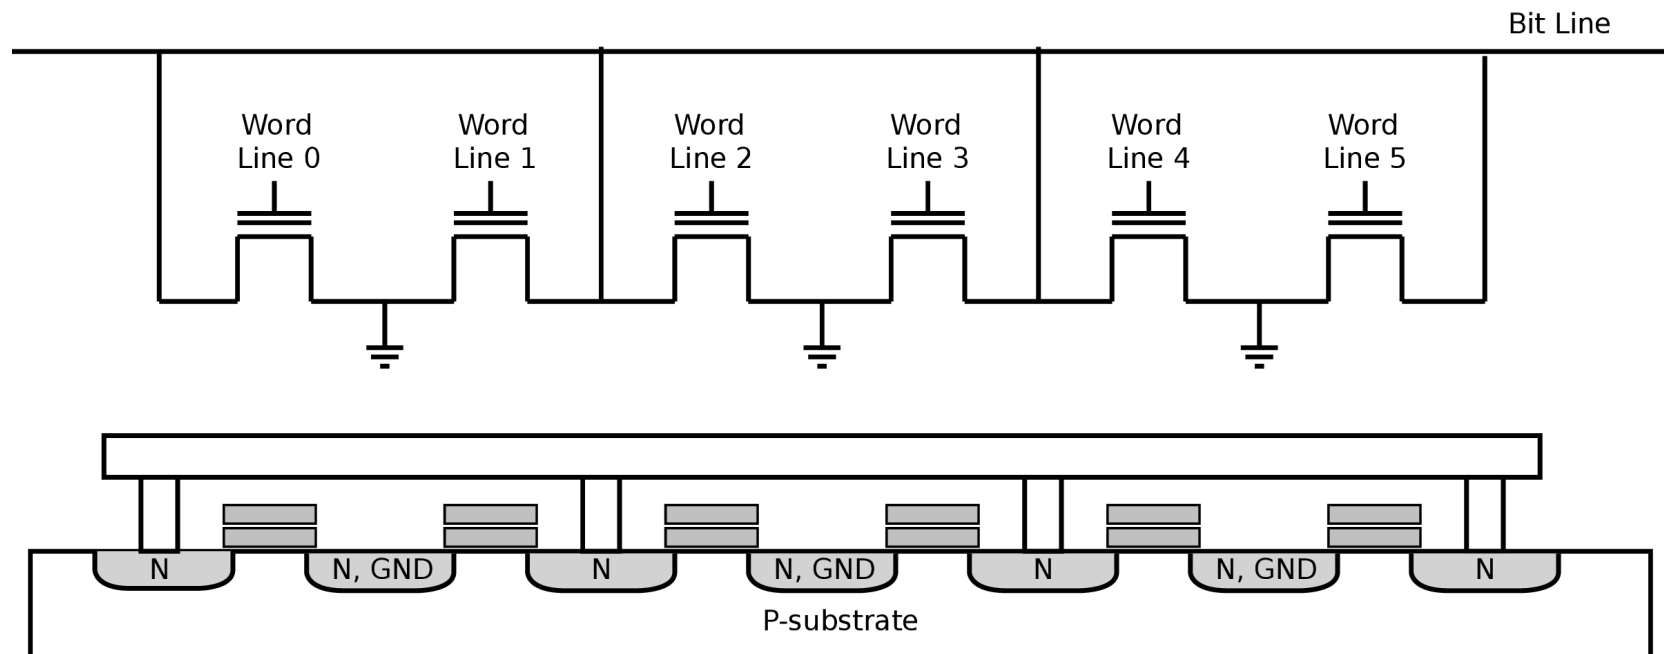 Bit Line
Word
Line 0
Word
Line 1
Word
Line 2
Word
Line 3
Word
Line 4
Word
Line 5
N
N, GND
N
N, GND
N
N, GND
N
P-substrate